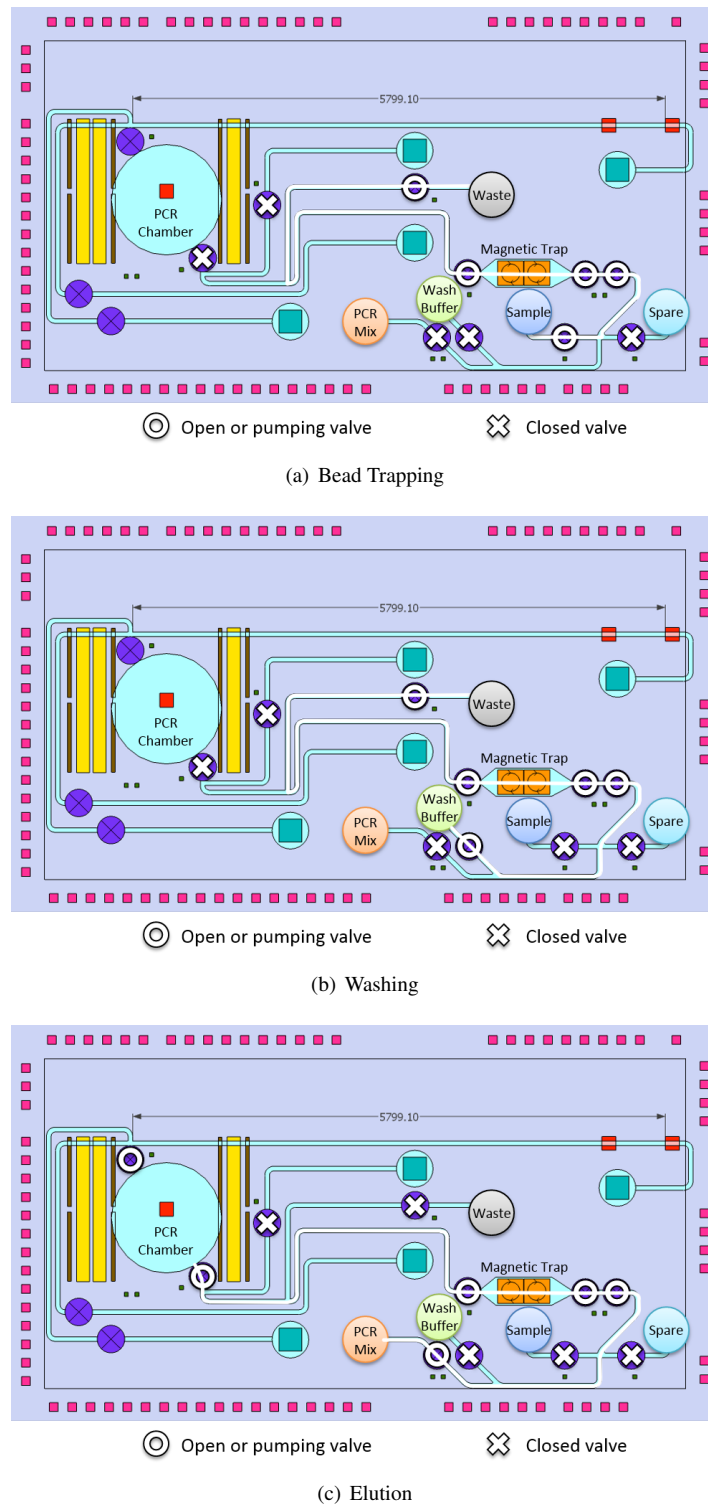 5799.10
Waste
PCR
Chamber
Magnetic Trap
Wash
Buffer
PCR
Mix
Sample
Spare
Open or pumping valve
Closed valve
(a) Bead Trapping
5799.10
Waste
PCR
Chamber
Magnetic Trap
Wash
Buffer
PCR
Mix
Sample
Spare
Open or pumping valve
Closed valve
(b) Washing
5799.10
Waste
PCR
Chamber
Magnetic Trap
Wash
Buffer
PCR
Mix
Sample
Spare
Open or pumping valve
Closed valve
(c) Elution